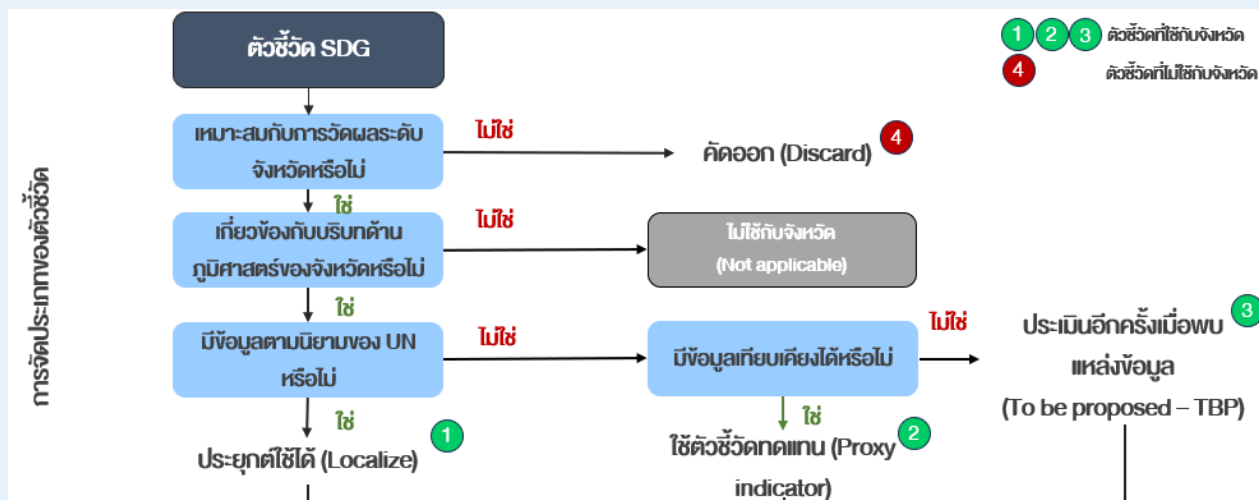 ตัวชี้วัด SDG
1 2 3 ตัวชี้วัดที่ใช้กับจังหวัด
4 ตัวชี้วัดที่ไม่ใช้กับจังหวัด
การจัดประเภทของตัวชี้วัด
เหมาะสมกับการวัดผลระดับ
จังหวัดหรือไม่
ไม่ใช่
คัดออก (Discard)
4
ใช่
เกี่ยวข้องกับบริบทด้าน
ภูมิศาสตร์ของจังหวัดหรือไม่
ไม่ใช่
ไม่ใช้กับจังหวัด
(Not applicable)
ใช่
มีข้อมูลตามนิยามของ UN
หรือไม่
ไม่ใช่
มีข้อมูลเทียบเคียงได้หรือไม่
ไม่ใช่
ประเมินอีกครั้งเมื่อพบ
แหล่งข้อมูล
(To be proposed – TBP)
3
ใช่
ประยุกต์ใช้ได้ (Localize)
1
ใช่
ใช้ตัวชี้วัดทดแทน (Proxy
indicator)
2